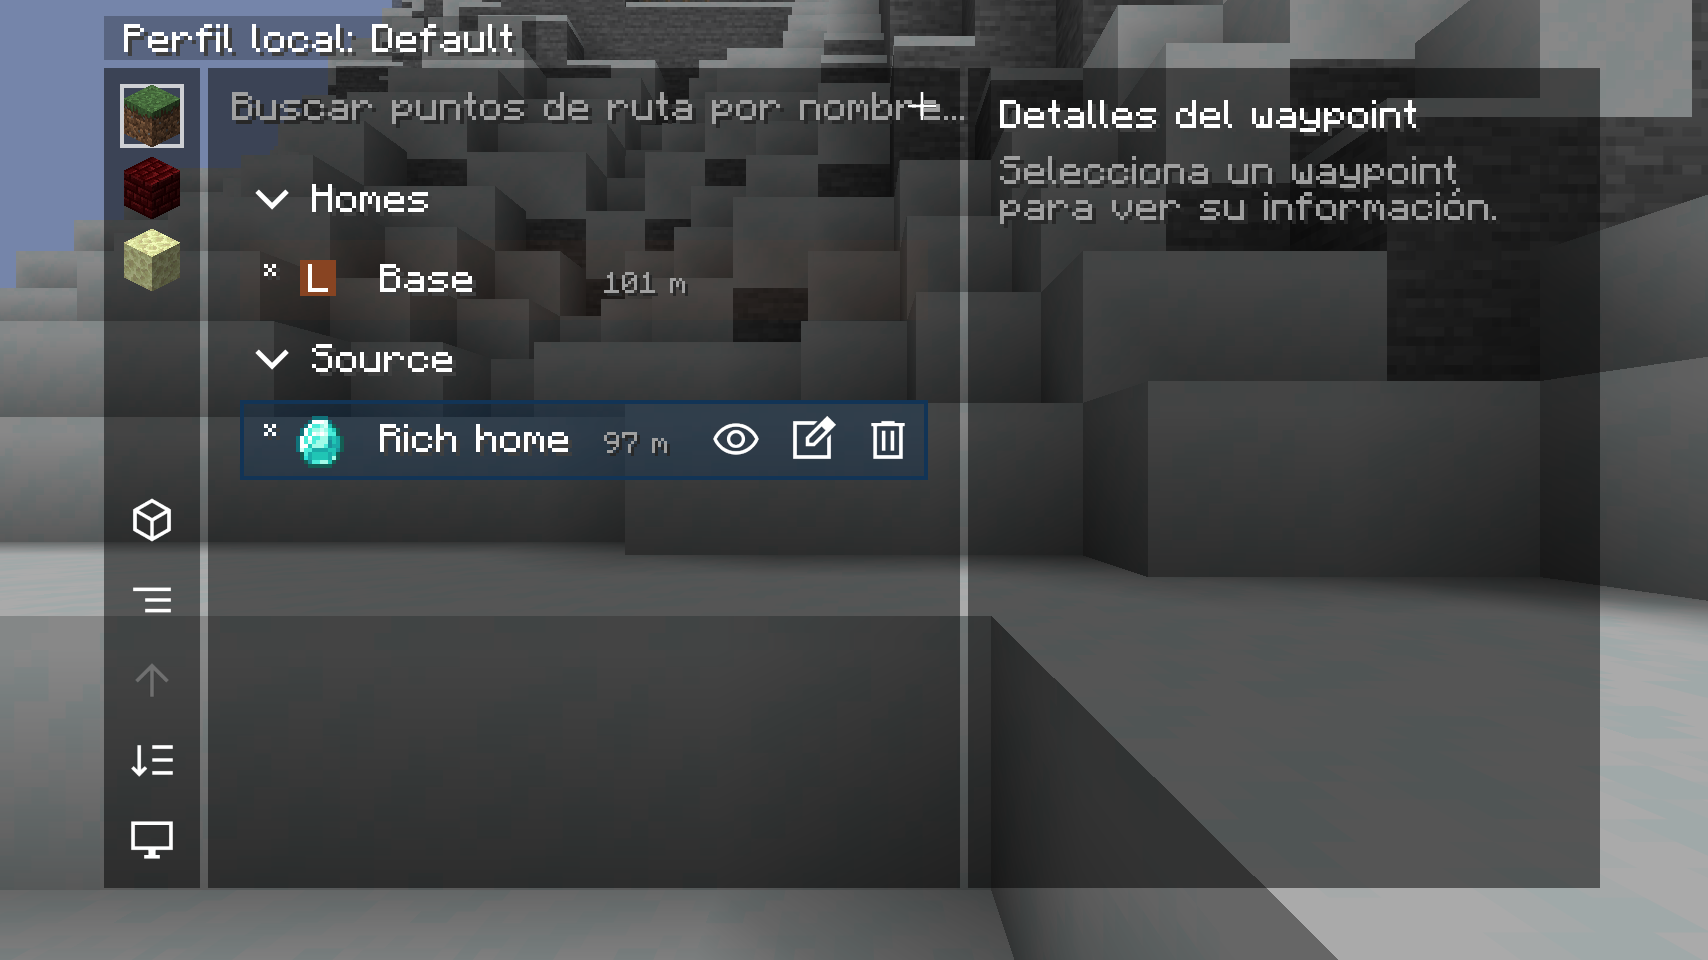 Perfil local: Default
Buscar puntos de ruta por nombre...
Homes
L Base 101 m
Source
Rich home 97 m
Detalles del waypoint
Selecciona un waypoint
para ver su información.